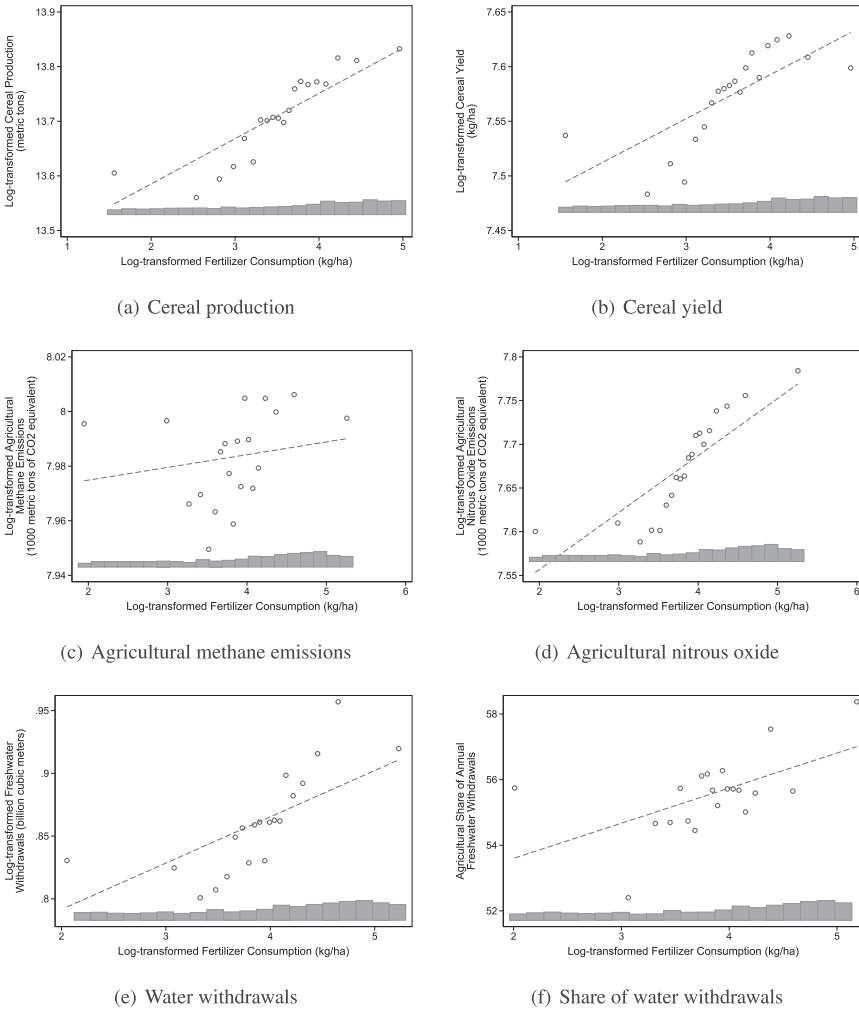 13.9
13.8
13.7
13.6
13.5
Log-transformed Cereal Production
(metric tons)
1 2 3 4 5
Log-transformed Fertilizer Consumption (kg/ha)
(a) Cereal production
7.65
7.6
7.55
7.5
7.45
Log-transformed Cereal Yield
(kg/ha)
1 2 3 4 5
Log-transformed Fertilizer Consumption (kg/ha)
(b) Cereal yield
8.02
8
7.98
7.96
7.94
Log-transformed Agricultural
Methane Emissions
(1000 metric tons of CO2 equivalent)
2 3 4 5 6
Log-transformed Fertilizer Consumption (kg/ha)
(c) Agricultural methane emissions
7.8
7.7
7.65
7.6
7.55
Log-transformed Agricultural
Nitrous Oxide Emissions
(1000 metric tons of CO2 equivalent)
2 3 4 5 6
Log-transformed Fertilizer Consumption (kg/ha)
(d) Agricultural nitrous oxide
.95
.9
.85
.8
Log-transformed Freshwater
Withdrawals (billion cubic meters)
2 3 4 5
Log-transformed Fertilizer Consumption (kg/ha)
(e) Water withdrawals
58
56
54
52
Agricultural Share of Annual
Freshwater Withdrawals
2 3 4 5
Log-transformed Fertilizer Consumption (kg/ha)
(f) Share of water withdrawals